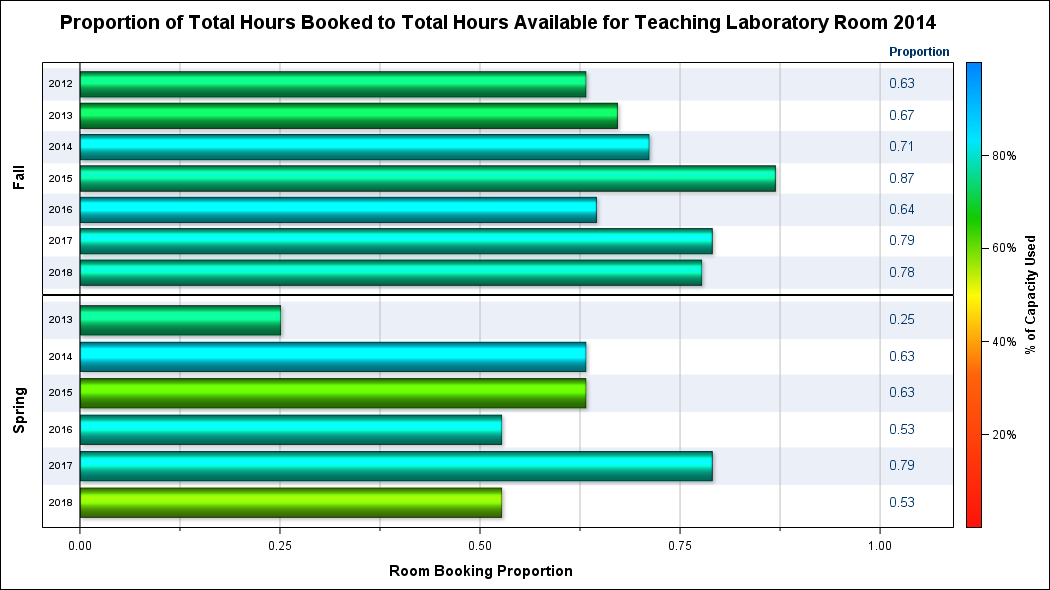 Proportion of Total Hours Booked to Total Hours Available for Teaching Laboratory Room 2014
Proportion
Fall
2012 0.63
2013 0.67
2014 0.71
2015 0.87
2016 0.64
2017 0.79
2018 0.78
Spring
2013 0.25
2014 0.63
2015 0.63
2016 0.53
2017 0.79
2018 0.53
0.00 0.25 0.50 0.75 1.00
Room Booking Proportion
80%
60%
40%
20%
% of Capacity Used